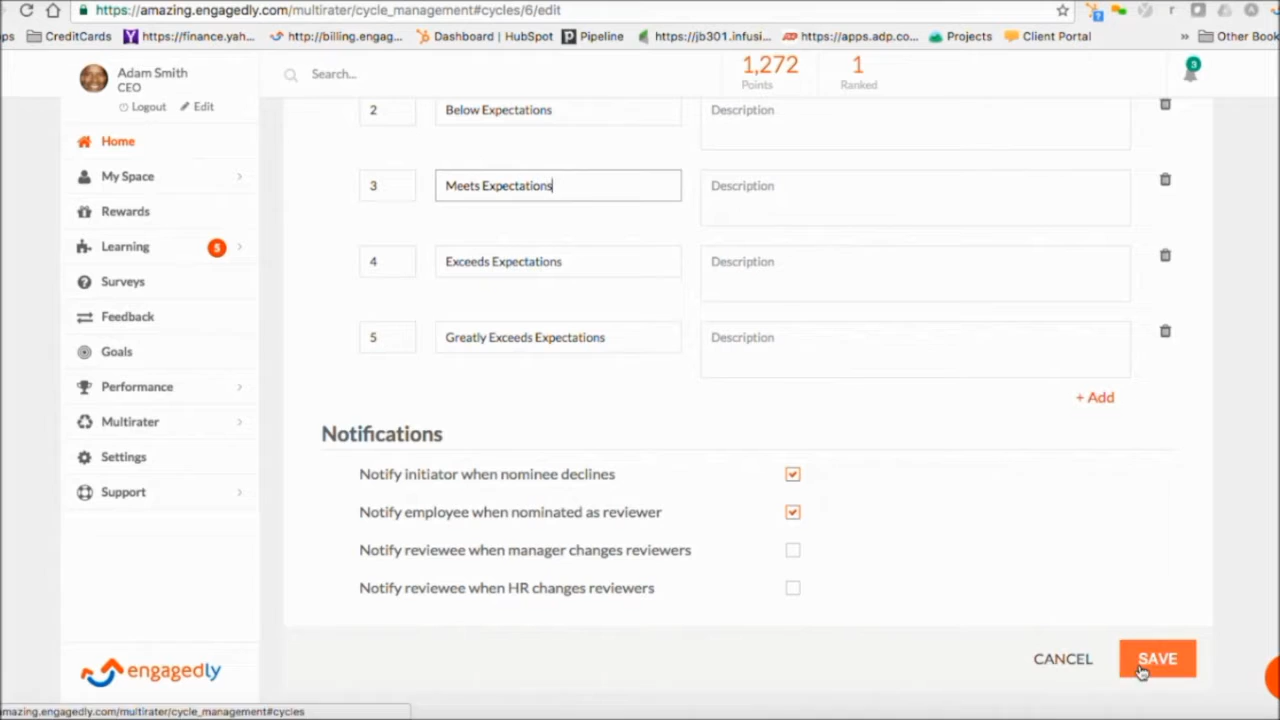 https://amazing.engagedly.com/multirater/cycle_management#cycles/6/edit
CreditCards https://finance.yah... http://billing.engag... Dashboard | HubSpot Pipeline https://jb301.infusi... https://apps.adp.co... Projects Client Portal » Other Book
Adam Smith
CEO
Logout Edit
Search...
1,272
Points
1
Ranked
3
Home
My Space
Rewards
Learning 5
Surveys
Feedback
Goals
Performance
Multirater
Settings
Support
engagedly
2 Below Expectations Description
3 Meets Expectations Description
4 Exceeds Expectations Description
5 Greatly Exceeds Expectations Description
+ Add
Notifications
Notify initiator when nominee declines
Notify employee when nominated as reviewer
Notify reviewee when manager changes reviewers
Notify reviewee when HR changes reviewers
CANCEL SAVE
amazing.engagedly.com/multirater/cycle_management#cycles